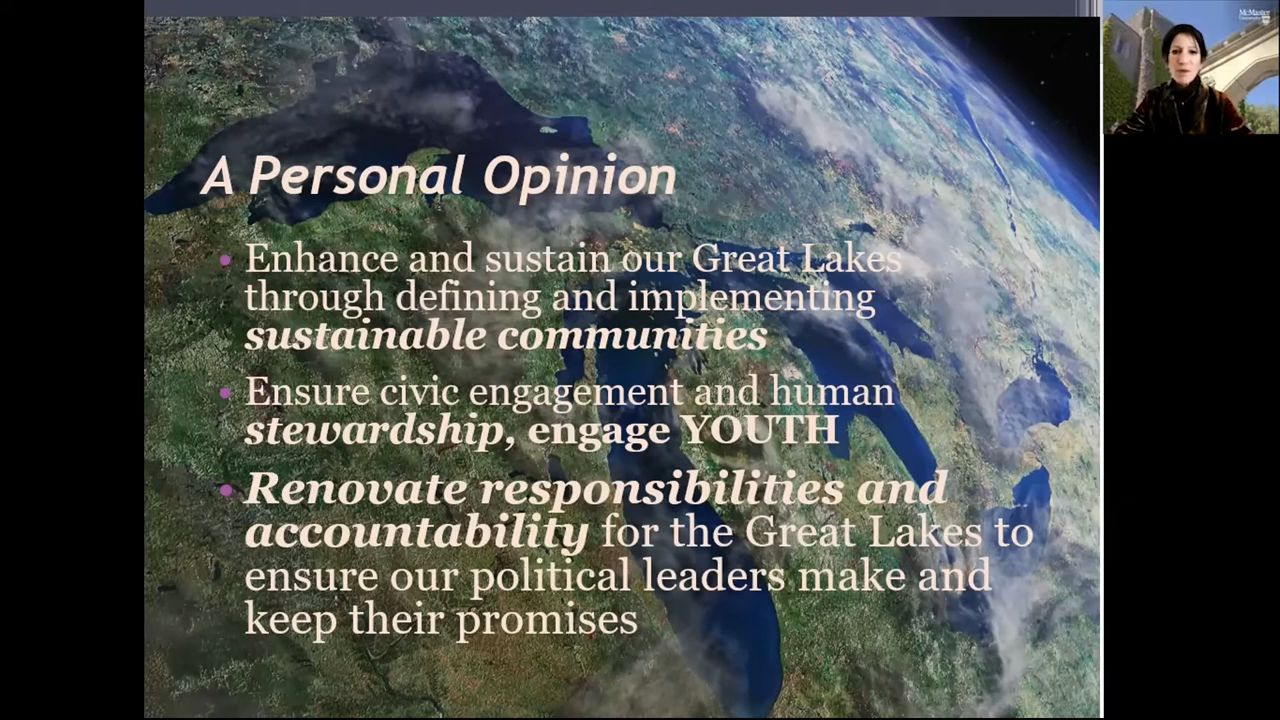 McMaster
University
A Personal Opinion
• Enhance and sustain our Great Lakes
through defining and implementing
sustainable communities
• Ensure civic engagement and human
stewardship, engage YOUTH
• Renovate responsibilities and
accountability for the Great Lakes to
ensure our political leaders make and
keep their promises